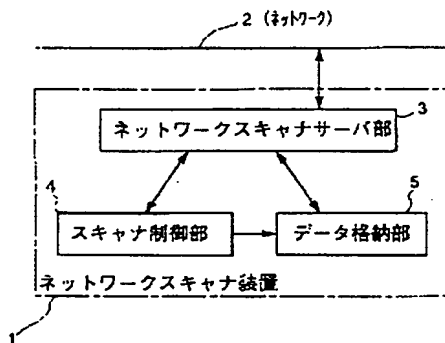 2 (ネットワーク)
3
ネットワークスキャナサーバ部
4
5
スキャナ制御部
データ格納部
ネットワークスキャナ装置
1